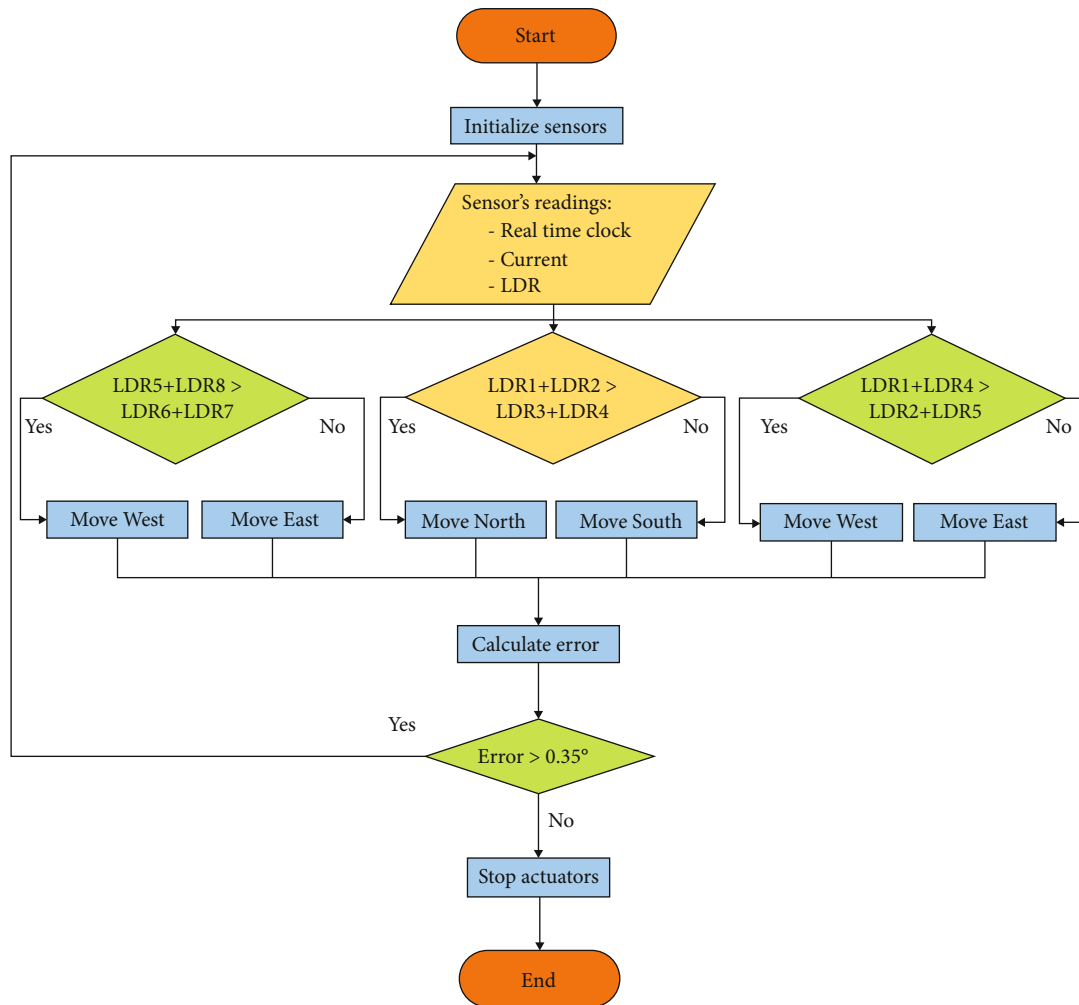 Start
Initialize sensors
Sensor’s readings:
- Real time clock
- Current
- LDR
LDR5+LDR8 >
LDR6+LDR7
Yes
No
LDR1+LDR2 >
LDR3+LDR4
Yes
No
LDR1+LDR4 >
LDR2+LDR5
Yes
No
Move West
Move East
Move North
Move South
Move West
Move East
Calculate error
Yes
Error > 0.35°
No
Stop actuators
End